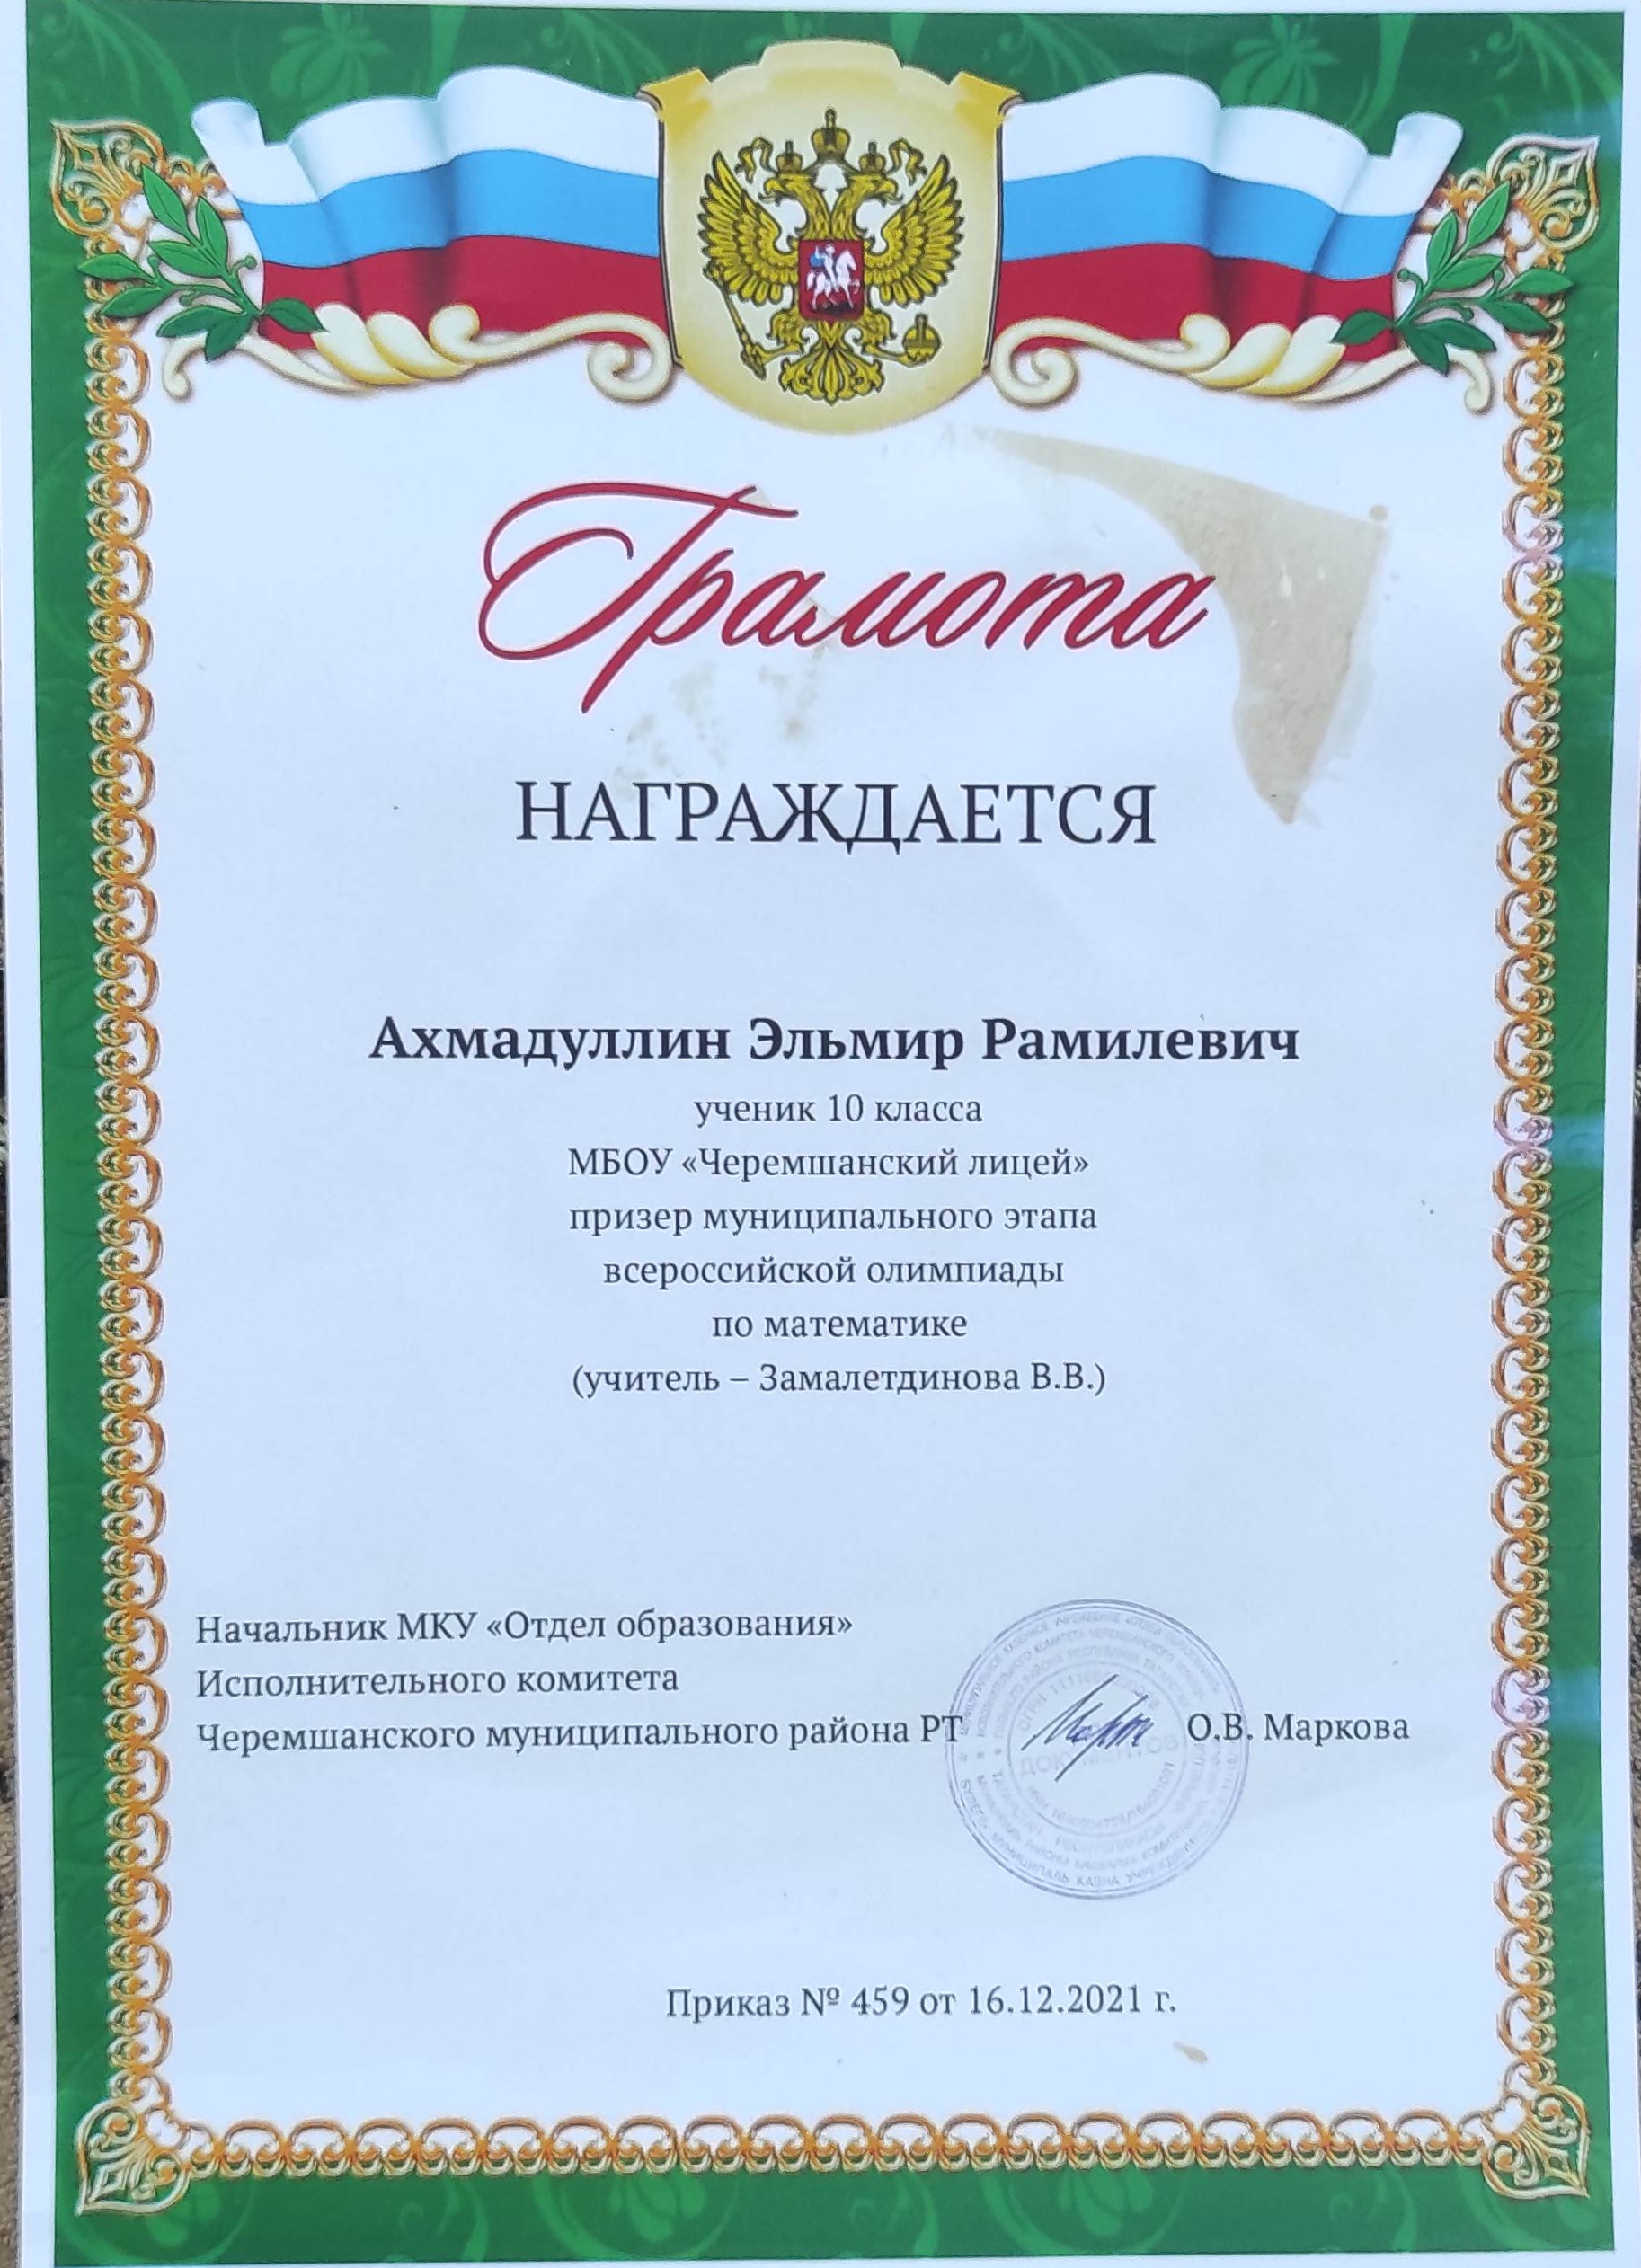 Грамота
НАГРАЖДАЕТСЯ
Ахмадуллин Эльмир Рамилевич
ученик 10 класса
МБОУ «Черемшанский лицей»
призер муниципального этапа
всероссийской олимпиады
по математике
(учитель – Замалетдинова В.В.)
Начальник МКУ «Отдел образования»
Исполнительного комитета
Черемшанского муниципального района РТ О.В. Маркова
ДОКУМЕНТОВ
Приказ № 459 от 16.12.2021 г.